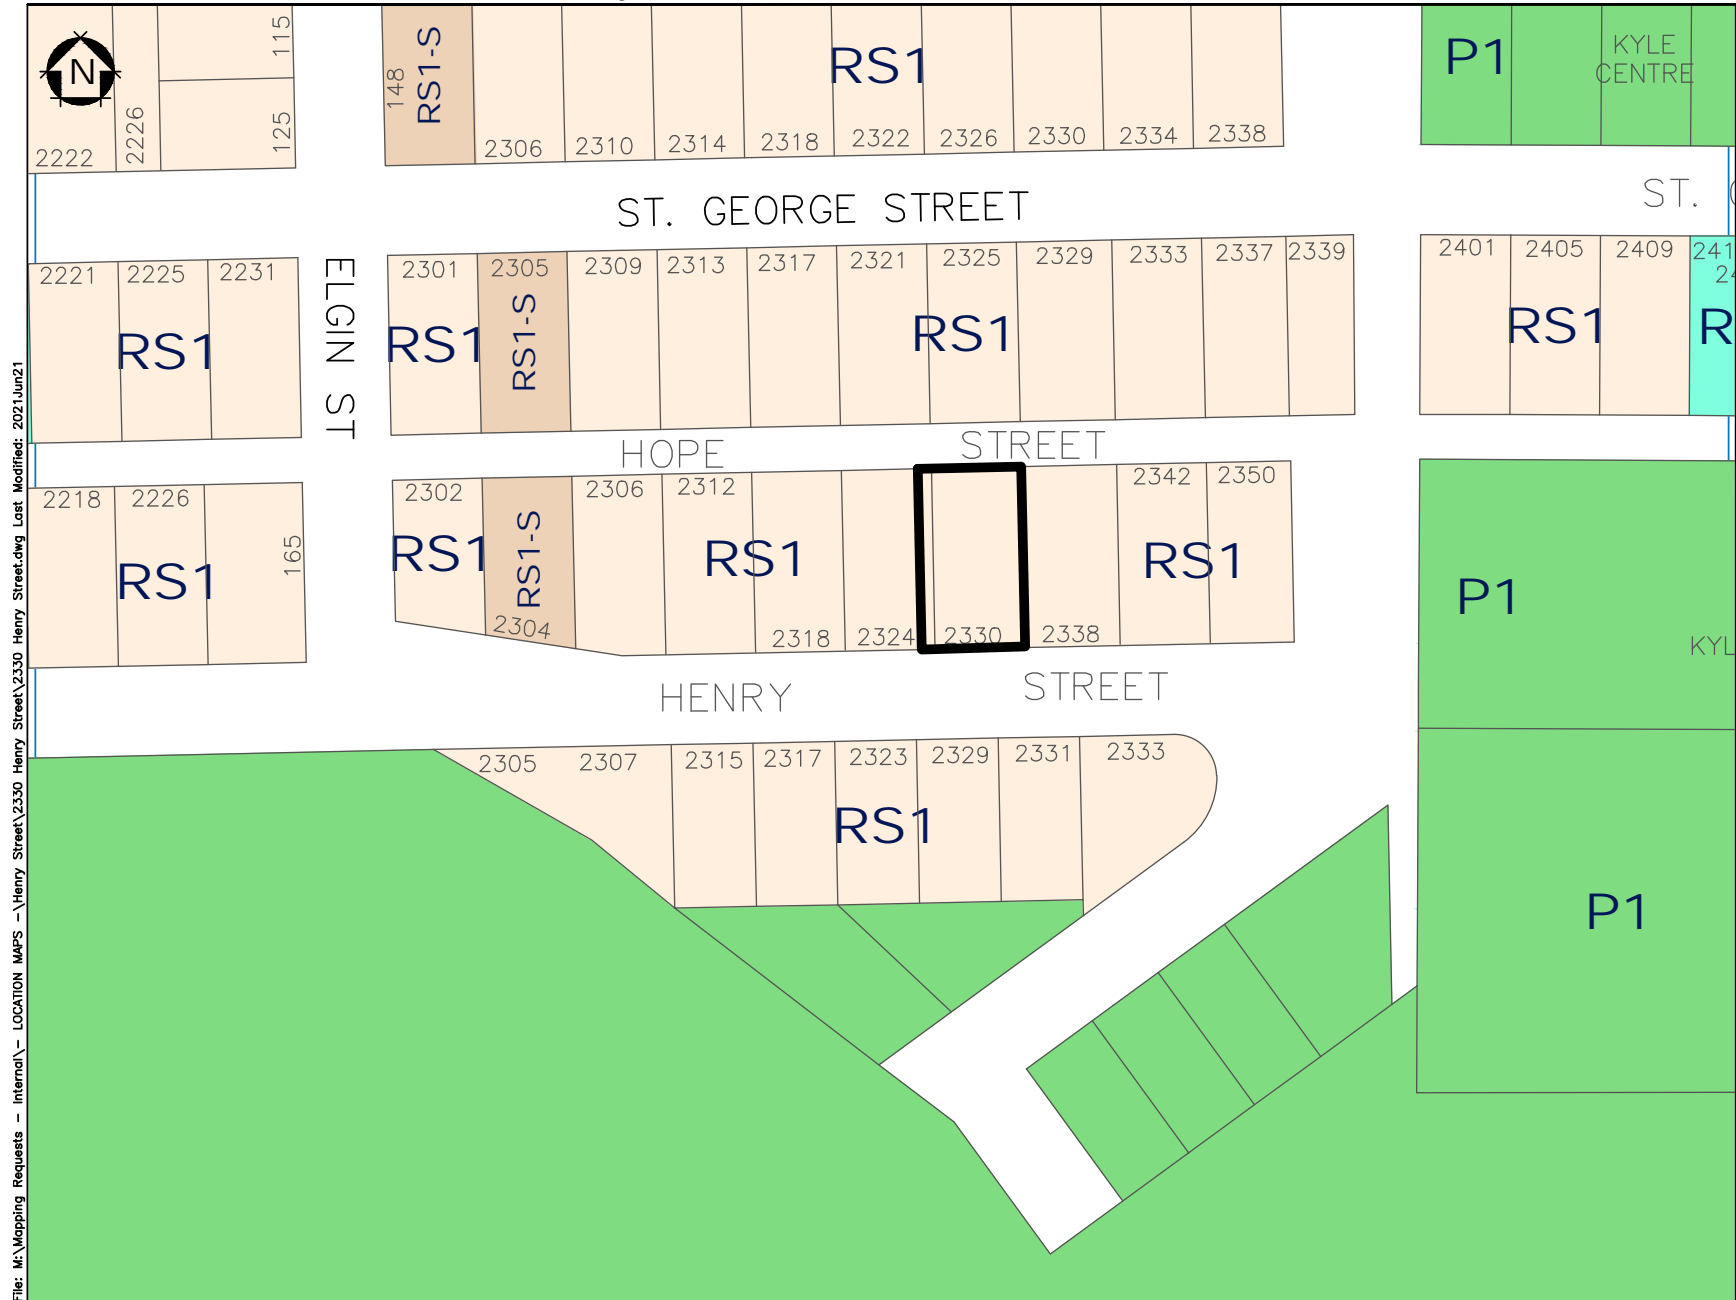 N
115
125
2222
2226
148
RS1-S
2306
2310
2314
2318
2322
2326
2330
2334
2338
RS1
P1
KYLE
CENTRE
ST. GEORGE STREET
ST.
ELGIN ST
2221
2225
2231
RS1
2301
RS1
2305
RS1-S
2309
2313
2317
2321
2325
2329
2333
2337
2339
RS1
2401
2405
2409
RS1
241
24
R
HOPE STREET
2218
2226
165
RS1
2302
RS1
RS1-S
2304
2306
2312
RS1
2318
2324
2330
2338
2342
2350
RS1
P1
KYL
HENRY STREET
2305
2307
2315
2317
2323
2329
2331
2333
RS1
P1
File: M:\Mapping Requests - Internal\- LOCATION MAPS -\Henry Street\2330 Henry Street\2330 Henry Street.dwg Last Modified: 2021Jun21